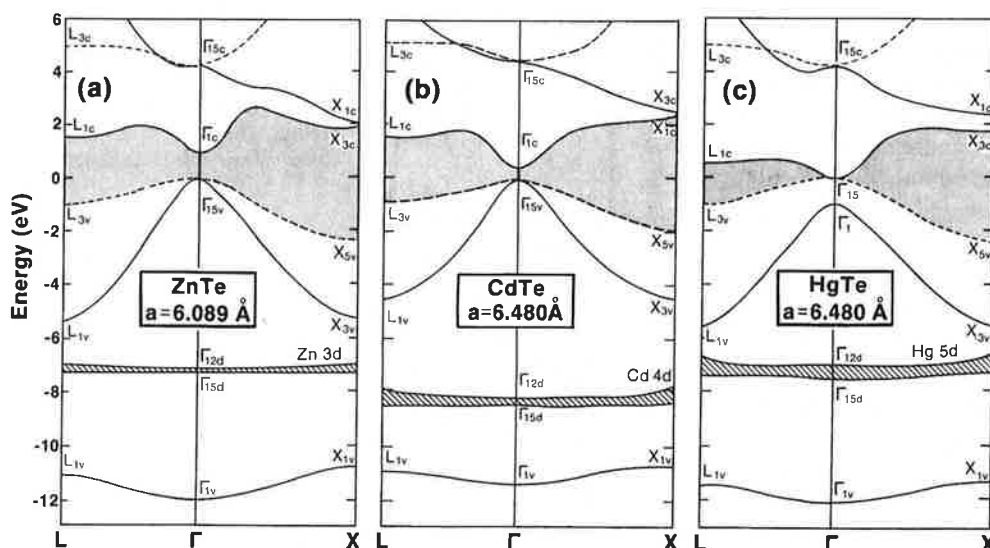 Energy (eV)
6
4
2
0
-2
-4
-6
-8
-10
-12
(a)
L3c
Γ15c
X1c
L1c
Γ1c
X3c
L3v
Γ15v
X5v
ZnTe
a=6.089 Å
L1v
X3v
Zn 3d
Γ12d
Γ15d
L1v
X1v
Γ1v
L
Γ
X
(b)
L3c
Γ15c
X3c
L1c
Γ1c
X1c
L3v
Γ15v
X5v
CdTe
a=6.480Å
L1v
X3v
Γ12d
Cd 4d
Γ15d
L1v
X1v
Γ1v
L
Γ
X
(c)
L3c
Γ15c
X1c
L1c
X3c
Γ15
L3v
Γ1
X5v
HgTe
a=6.480 Å
L1v
X3v
Γ12d
Hg 5d
Γ15d
L1v
X1v
Γ1v
L
Γ
X